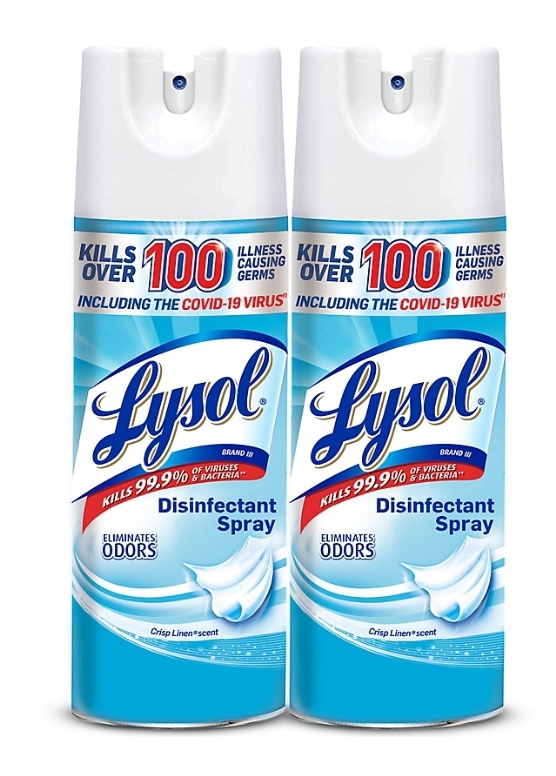 KILLS OVER 100 ILLNESS CAUSING GERMS
INCLUDING THE COVID-19 VIRUS**
Lysol®
BRAND III
KILLS 99.9% OF VIRUSES & BACTERIA**
Disinfectant
Spray
ELIMINATES
ODORS
Crisp Linen® scent
KILLS OVER 100 ILLNESS CAUSING GERMS
INCLUDING THE COVID-19 VIRUS**
Lysol®
BRAND III
KILLS 99.9% OF VIRUSES & BACTERIA**
Disinfectant
Spray
ELIMINATES
ODORS
Crisp Linen® scent